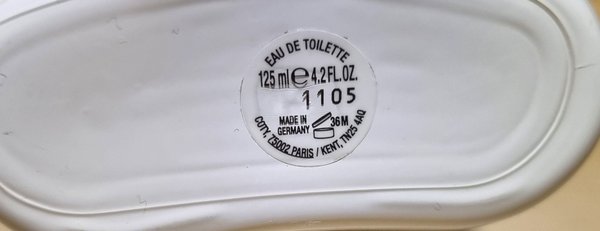 EAU DE TOILETTE
125 ml ℮ 4.2 FL.OZ.
1105
MADE IN 36M
GERMANY
COTY, 75002 PARIS / KENT, TN25 4AQ